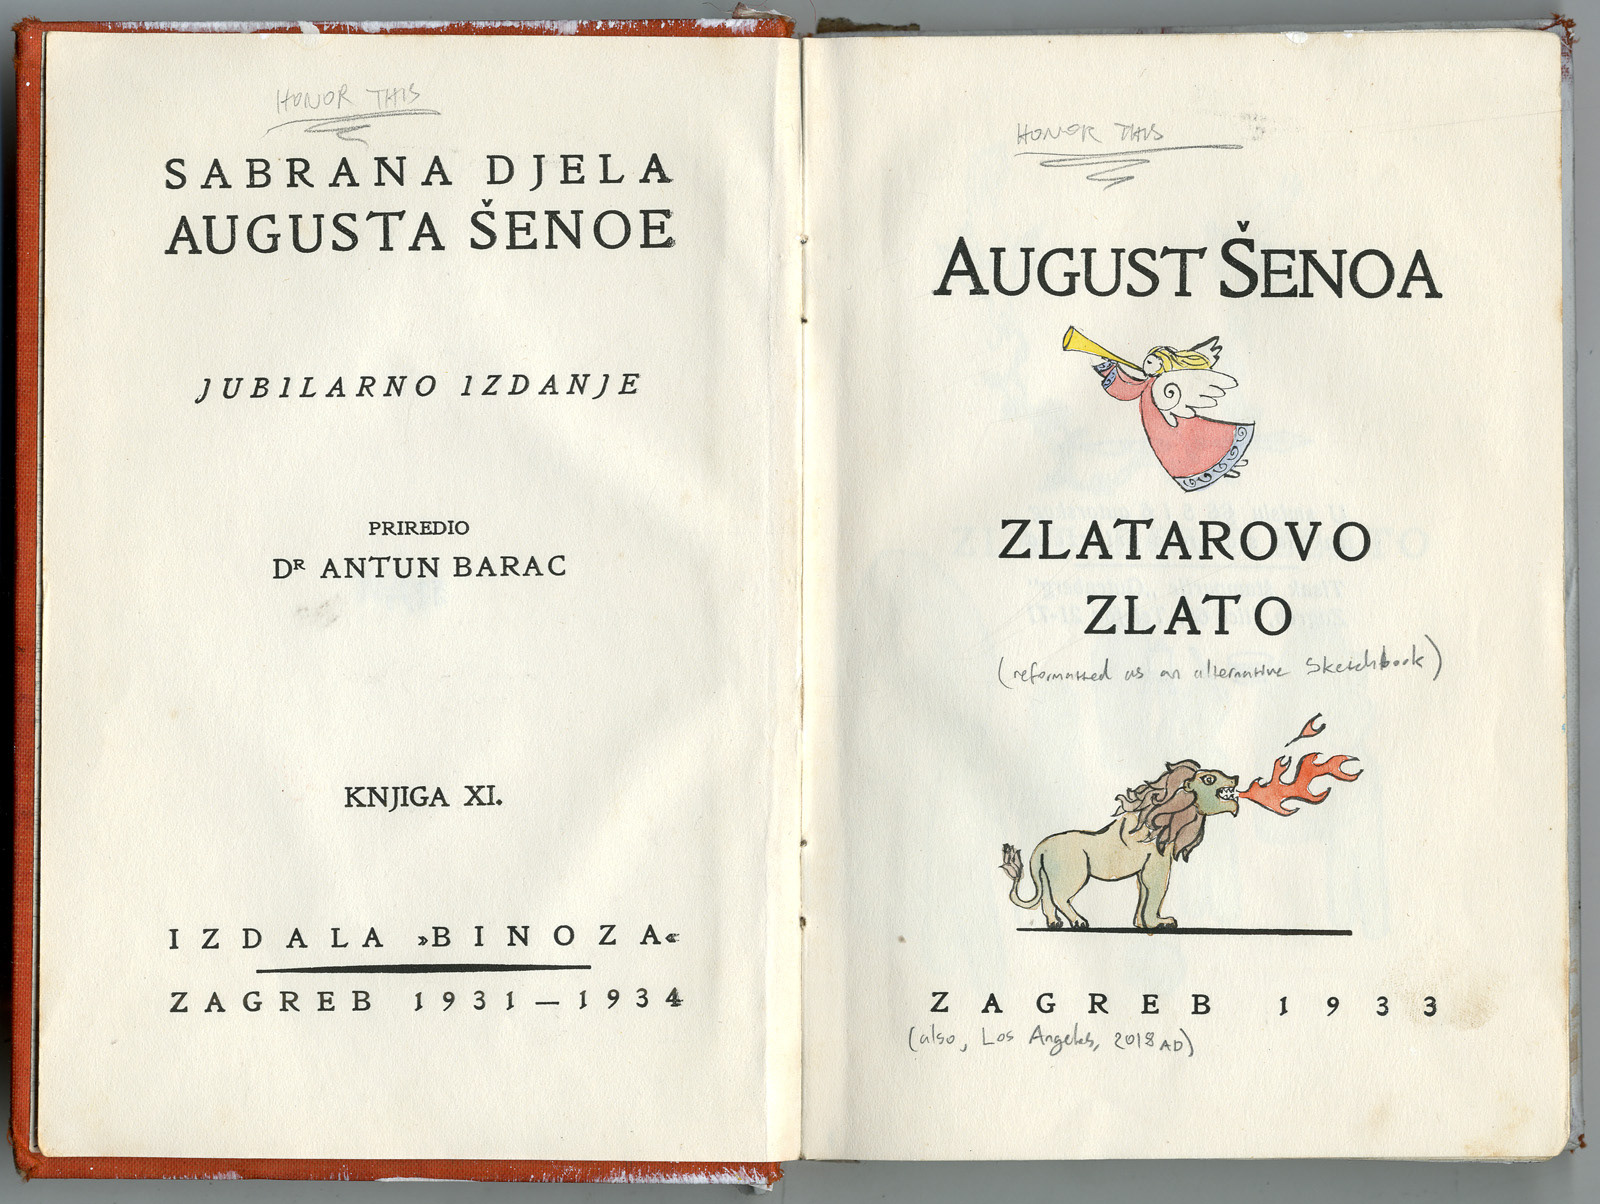 HONOR THIS
SABRANA DJELA
AUGUSTA ŠENOE
JUBILARNO IZDANJE
PRIREDIO
DR ANTUN BARAC
KNJIGA XI.
IZDALA »BINOZA«
ZAGREB 1931—1934
HONOR THIS
AUGUST ŠENOA
ZLATAROVO
ZLATO
(reformatted as an alternative Sketchbook)
ZAGREB 1933
(also, Los Angeles, 2018 AD)